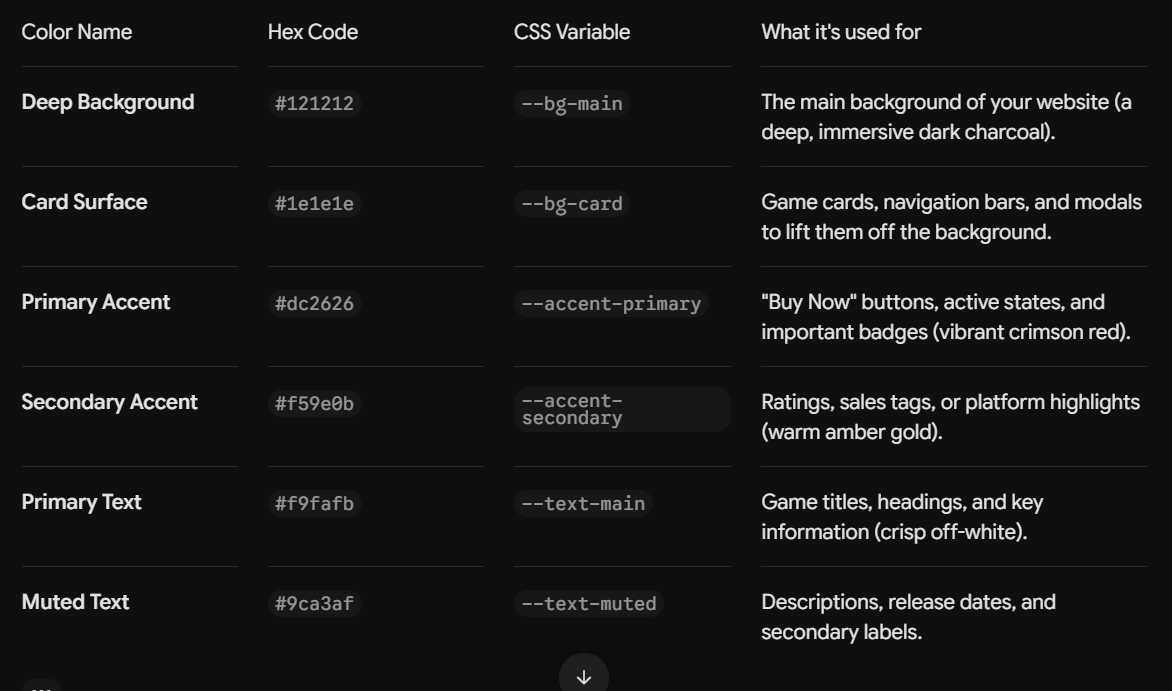 Color Name Hex Code CSS Variable What it's used for
Deep Background #121212 --bg-main The main background of your website (a
deep, immersive dark charcoal).
Card Surface #1e1e1e --bg-card Game cards, navigation bars, and modals
to lift them off the background.
Primary Accent #dc2626 --accent-primary "Buy Now" buttons, active states, and
important badges (vibrant crimson red).
Secondary Accent #f59e0b --accent-
secondary Ratings, sales tags, or platform highlights
(warm amber gold).
Primary Text #f9fafb --text-main Game titles, headings, and key
information (crisp off-white).
Muted Text #9ca3af --text-muted Descriptions, release dates, and
secondary labels.